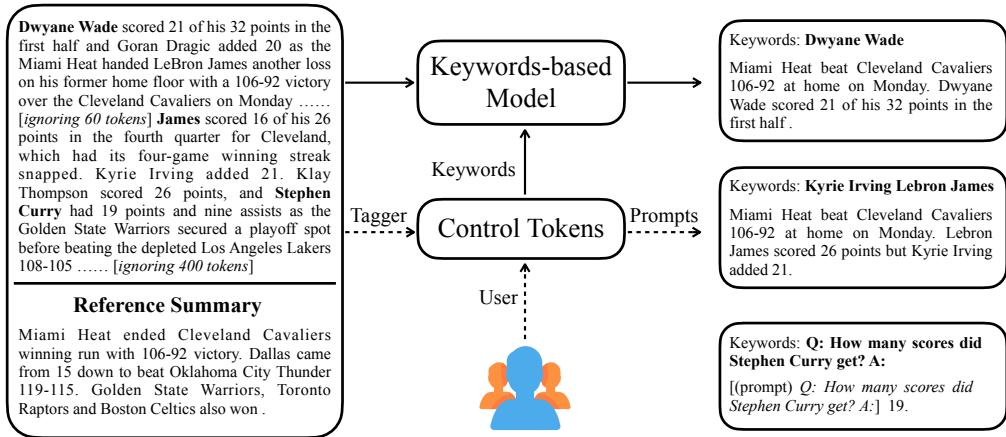 Dwyane Wade scored 21 of his 32 points in the
first half and Goran Dragic added 20 as the
Miami Heat handed LeBron James another loss
on his former home floor with a 106-92 victory
over the Cleveland Cavaliers on Monday ……
[ignoring 60 tokens] James scored 16 of his 26
points in the fourth quarter for Cleveland,
which had its four-game winning streak
snapped. Kyrie Irving added 21. Klay
Thompson scored 26 points, and Stephen
Curry had 19 points and nine assists as the
Golden State Warriors secured a playoff spot
before beating the depleted Los Angeles Lakers
108-105 …… [ignoring 400 tokens]
Reference Summary
Miami Heat ended Cleveland Cavaliers
winning run with 106-92 victory. Dallas came
from 15 down to beat Oklahoma City Thunder
119-115. Golden State Warriors, Toronto
Raptors and Boston Celtics also won .
Keywords-based
Model
Keywords
Tagger
Control Tokens
Prompts
User
Keywords: Dwyane Wade
Miami Heat beat Cleveland Cavaliers
106-92 at home on Monday. Dwyane
Wade scored 21 of his 32 points in the
first half .
Keywords: Kyrie Irving Lebron James
Miami Heat beat Cleveland Cavaliers
106-92 at home on Monday. Lebron
James scored 26 points but Kyrie Irving
added 21.
Keywords: Q: How many scores did
Stephen Curry get? A:
[(prompt) Q: How many scores did
Stephen Curry get? A:] 19.